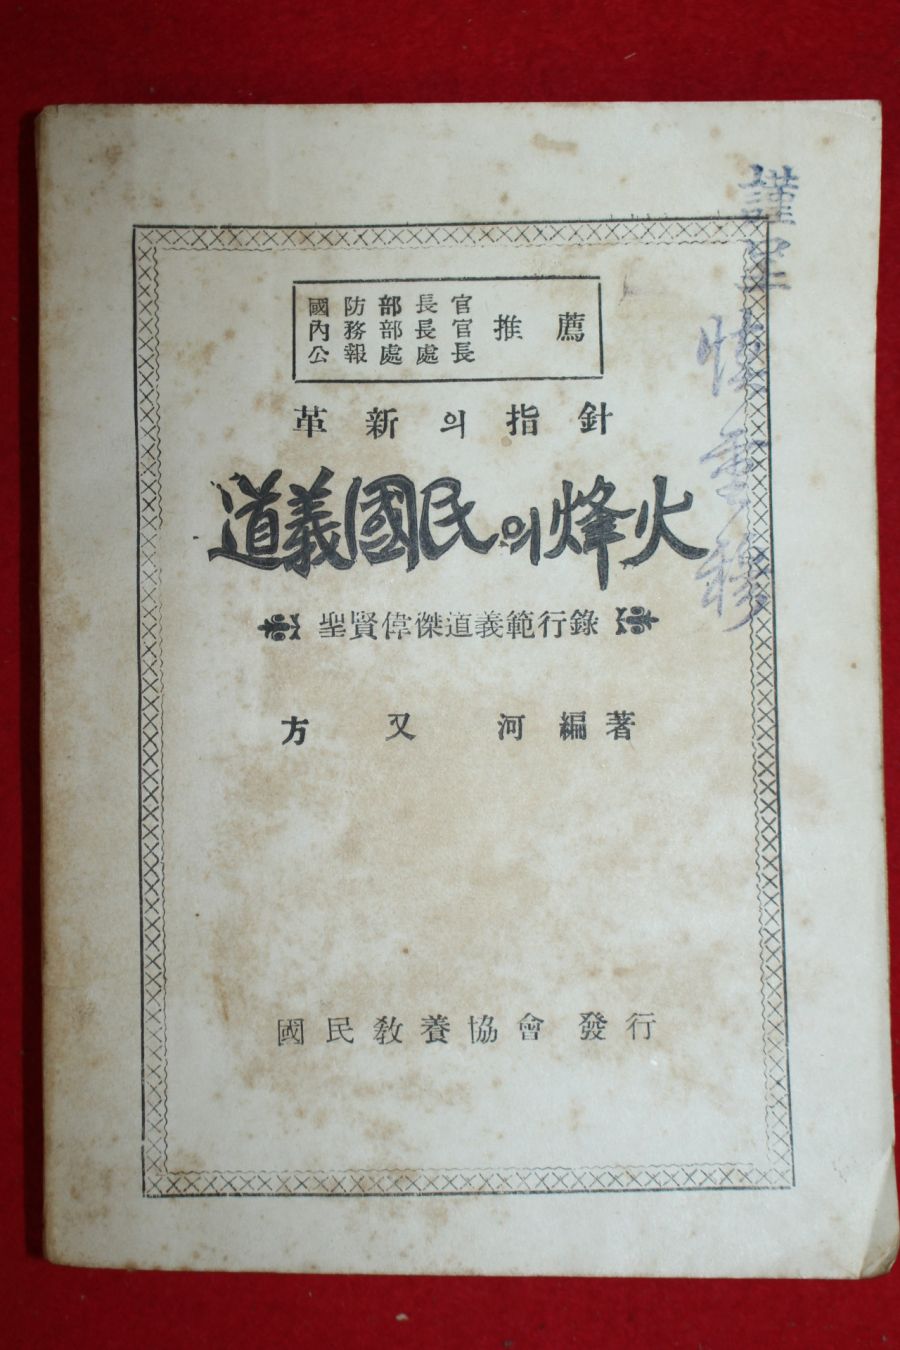 國防部長官
內務部長官
公報處處長
推薦
革新의指針
道義國民의烽火
聖賢偉傑道義範行錄
方又河編著
國民敎養協會 發行
謹呈